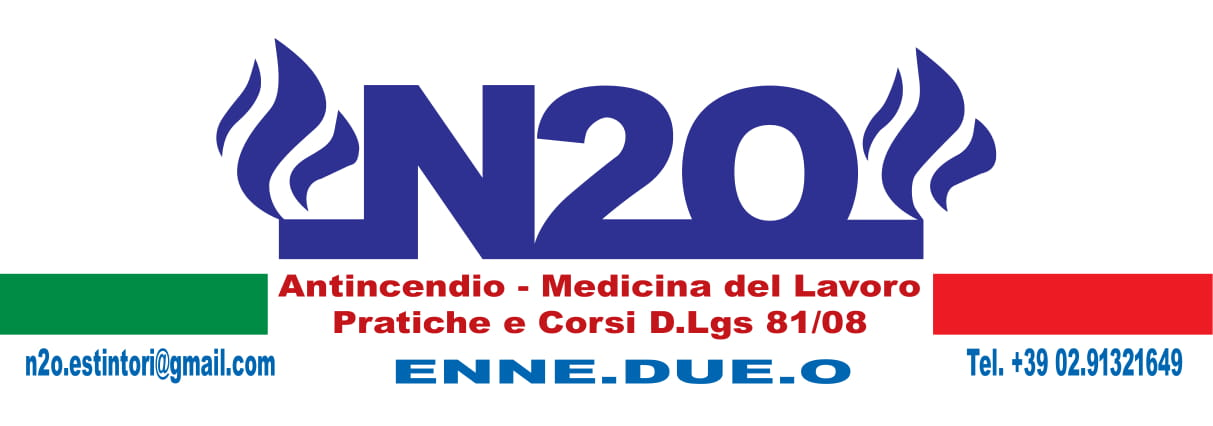 N2O
Antincendio - Medicina del Lavoro
Pratiche e Corsi D.Lgs 81/08
n2o.estintori@gmail.com
ENNE.DUE.O
Tel. +39 02.91321649